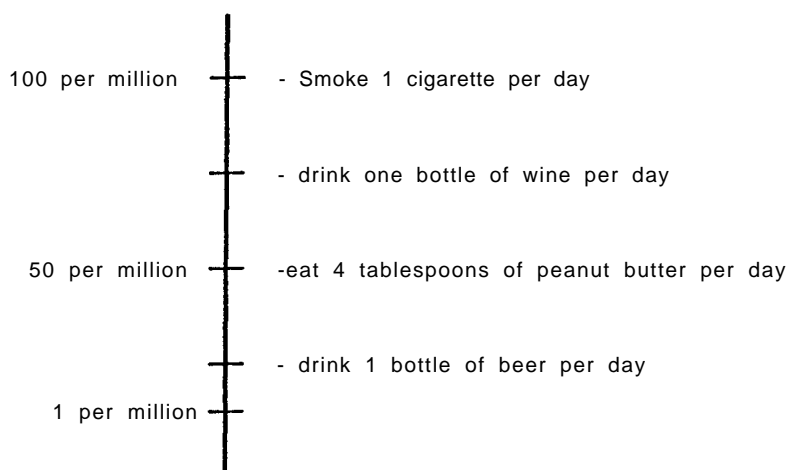 100 per million - Smoke 1 cigarette per day
- drink one bottle of wine per day
50 per million -eat 4 tablespoons of peanut butter per day
- drink 1 bottle of beer per day
1 per million